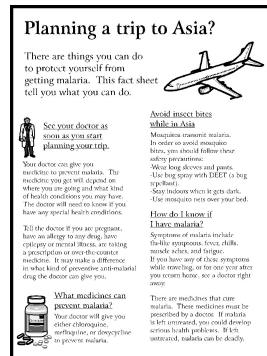 Planning a trip to Asia?
There are things you can do
to protect yourself from
getting malaria. This fact sheet
tell you what you can do.
See your doctor as
soon as you start
planning your trip.
Your doctor can give you
medicine to prevent malaria. The
medicine you get will depend on
where you are going and what kind
of health conditions you may have.
The doctor will need to know if you
have any special health conditions.
Tell the doctor if you are pregnant,
have an allergy to any drug, have
epilepsy or mental illness, are taking
a prescription or over-the-counter
medicine. It may make a difference
in what kind of preventive anti-malarial
drug the doctor can give you.
What medicines can
prevent malaria?
Your doctor will give you
either chloroquine,
mefloquine, or doxycycline
to prevent malaria.
Avoid insect bites
while in Asia
Mosquitos transmit malaria.
In order to avoid mosquito
bites, you should follow these
safety precautions:
-Wear long sleeves and pants.
-Use bug spray with DEET (a bug
repellant).
-Stay indoors when it gets dark.
-Use mosquito nets over your bed.
How do I know if
I have malaria?
Symptoms of malaria include
flu-like symptoms, fever, chills,
muscle aches, and fatigue.
If you have any of these symptoms
while traveling, or for one year after
you return home, see a doctor right
away.
There are medicines that cure
malaria. These medicines must be
prescribed by a doctor. If malaria
is left untreated, you could develop
serious health problems. If left
untreated, malaria can be deadly.